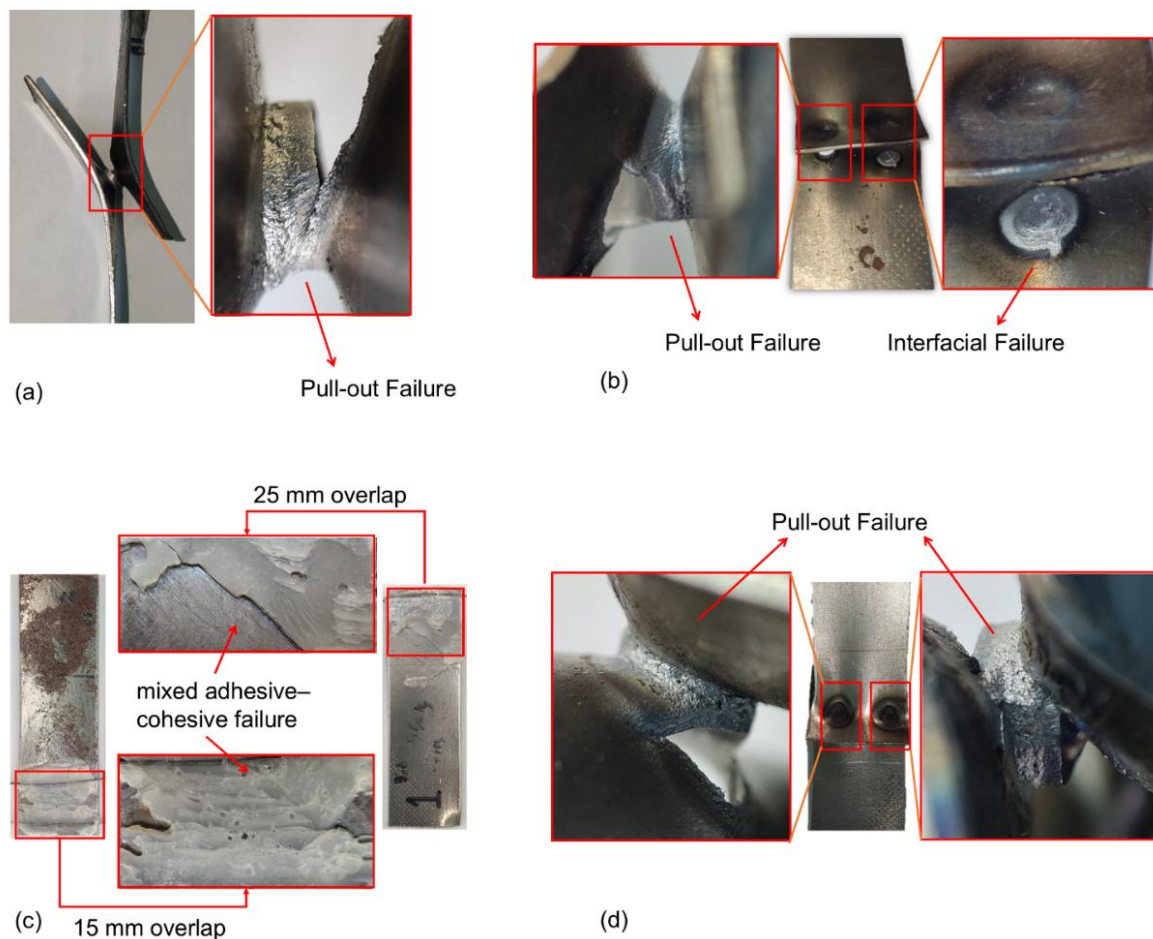 Pull-out Failure
(a)
Pull-out Failure
Interfacial Failure
(b)
25 mm overlap
mixed adhesive–
cohesive failure
1
15 mm overlap
(c)
Pull-out Failure
(d)